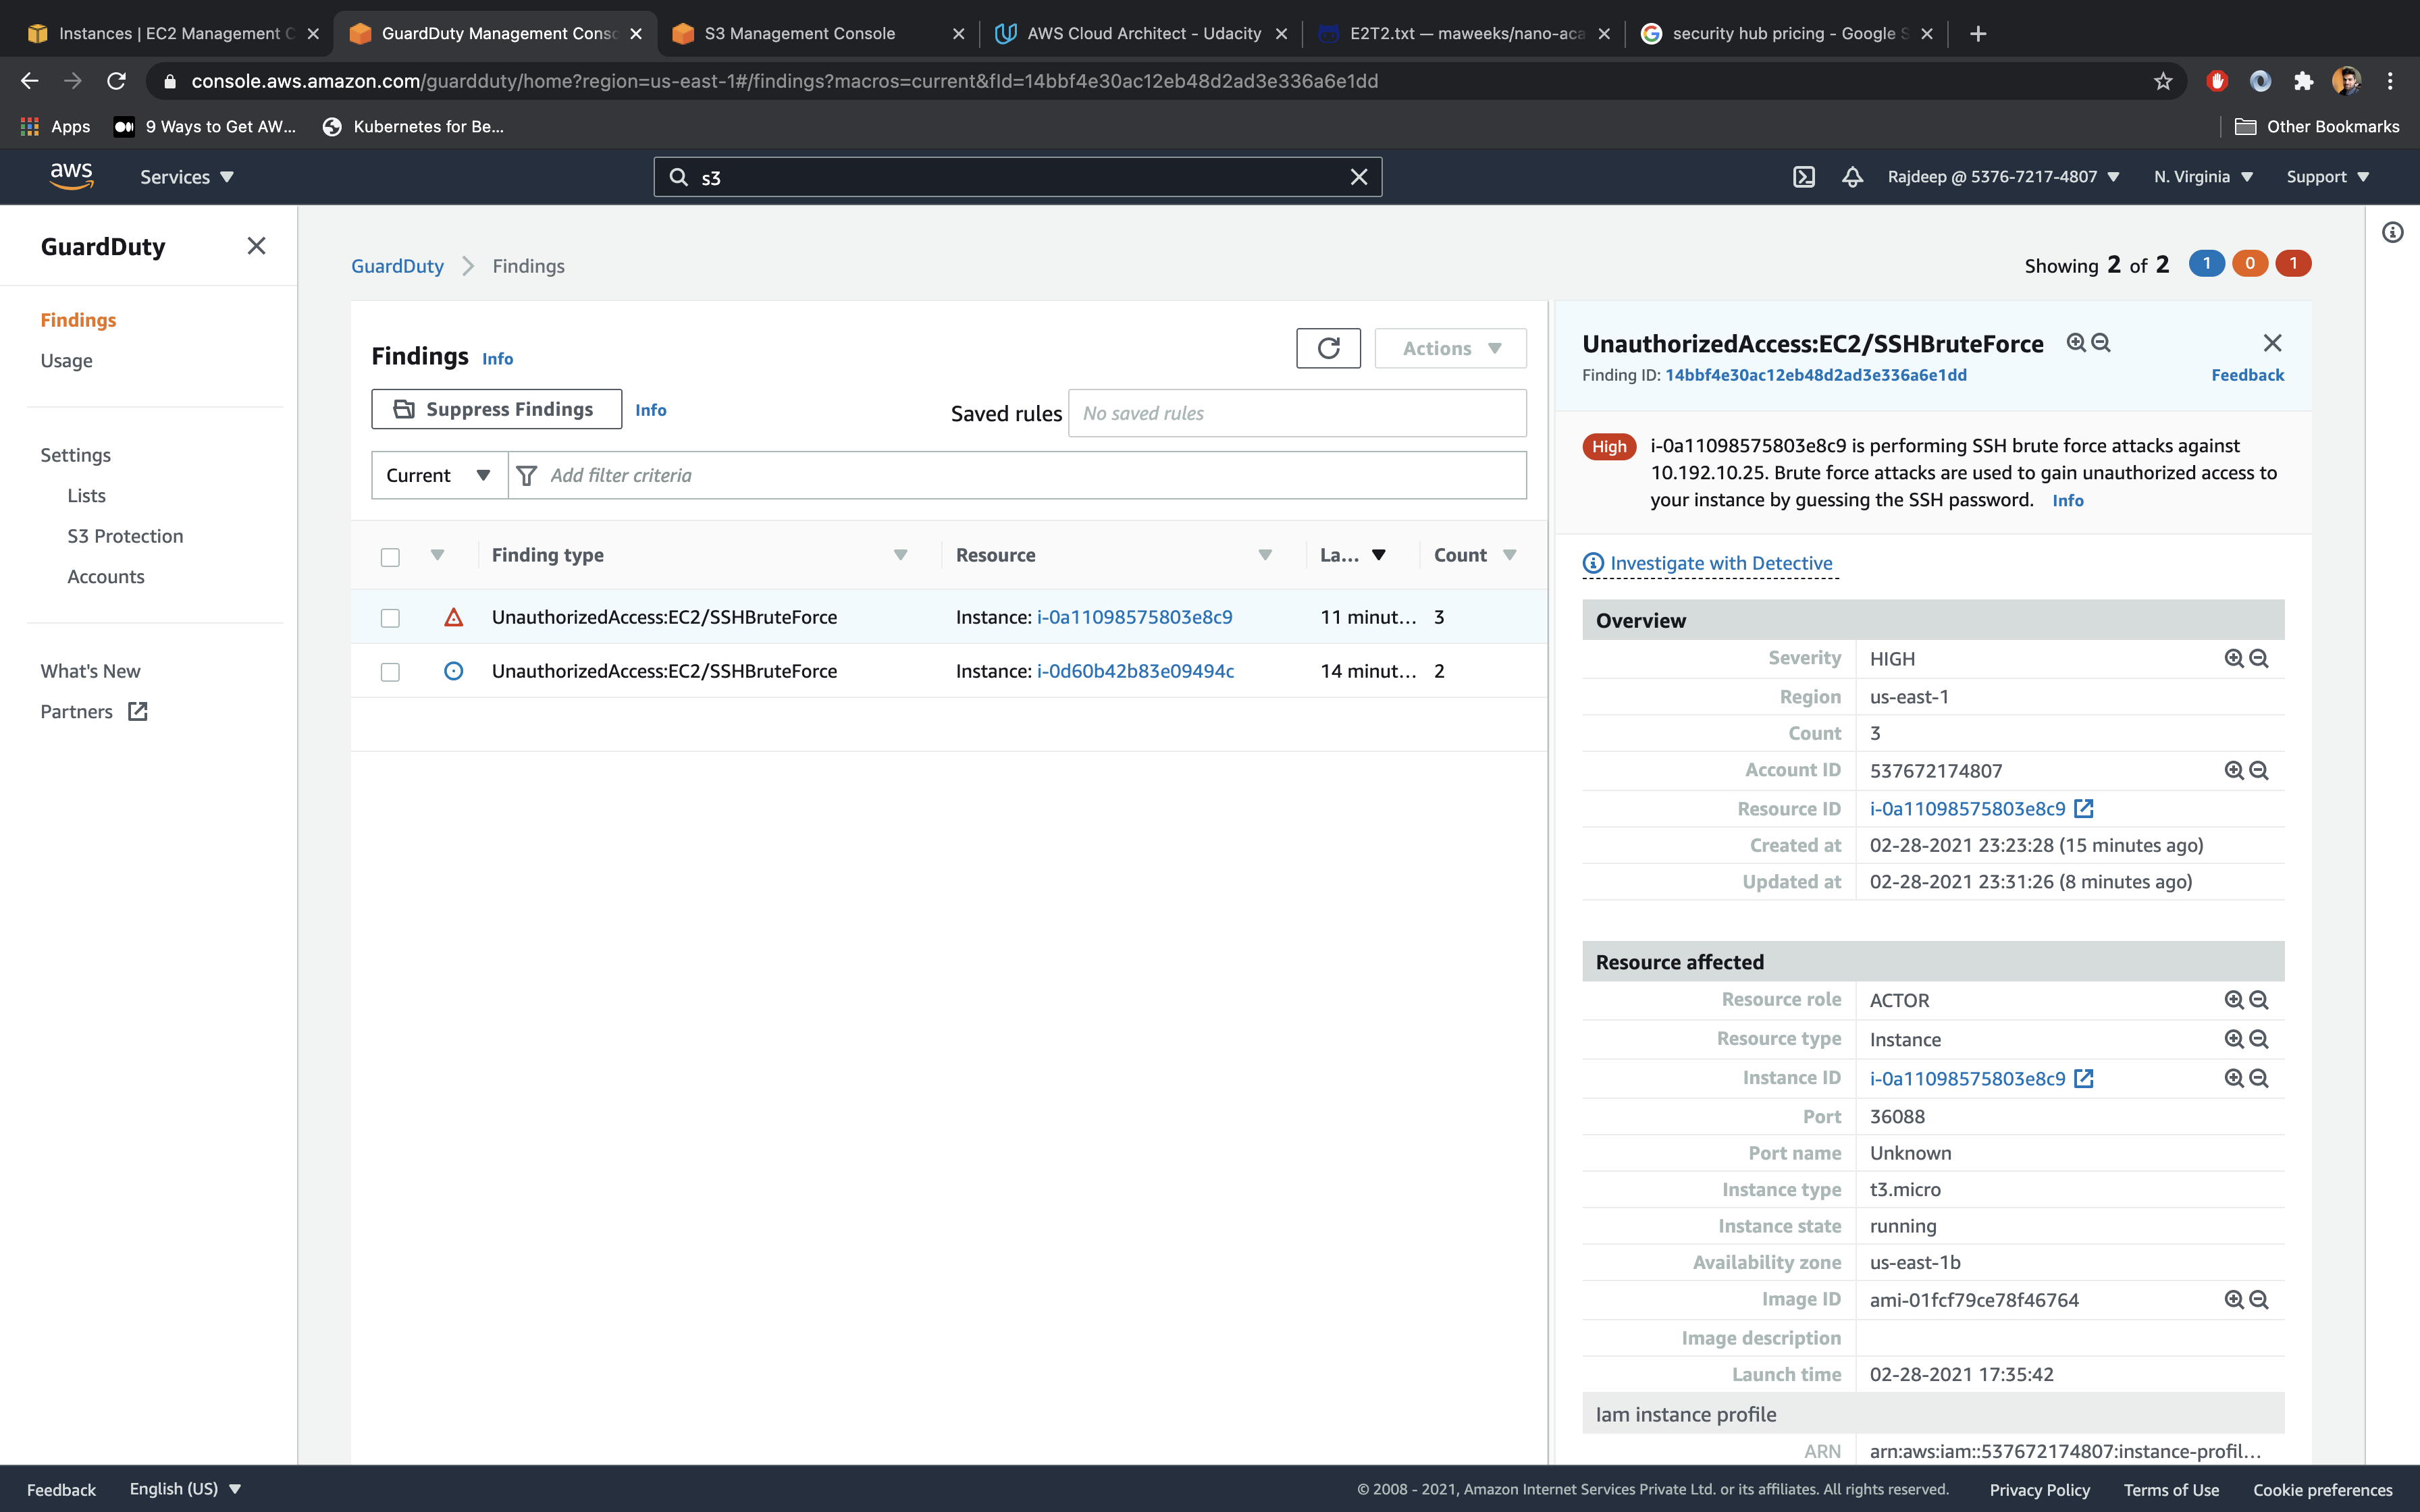 Instances | EC2 Management C
GuardDuty Management Conso
S3 Management Console
AWS Cloud Architect - Udacity
E2T2.txt — maweeks/nano-aca
security hub pricing - Google S
console.aws.amazon.com/guardduty/home?region=us-east-1#/findings?macros=current&fId=14bbf4e30ac12eb48d2ad3e336a6e1dd
Apps
9 Ways to Get AW...
Kubernetes for Be...
Other Bookmarks
aws
Services
s3
Rajdeep @ 5376-7217-4807
N. Virginia
Support
GuardDuty
Findings
Usage
Settings
Lists
S3 Protection
Accounts
What's New
Partners
GuardDuty
Findings
Showing 2 of 2
1
0
1
Findings Info
Actions
Suppress Findings
Info
Saved rules
No saved rules
Current
Add filter criteria
Finding type
Resource
La...
Count
UnauthorizedAccess:EC2/SSHBruteForce
Instance: i-0a11098575803e8c9
11 minut...
3
UnauthorizedAccess:EC2/SSHBruteForce
Instance: i-0d60b42b83e09494c
14 minut...
2
UnauthorizedAccess:EC2/SSHBruteForce
Finding ID: 14bbf4e30ac12eb48d2ad3e336a6e1dd
Feedback
High
i-0a11098575803e8c9 is performing SSH brute force attacks against
10.192.10.25. Brute force attacks are used to gain unauthorized access to
your instance by guessing the SSH password. Info
Investigate with Detective
Overview
Severity HIGH
Region us-east-1
Count 3
Account ID 537672174807
Resource ID i-0a11098575803e8c9
Created at 02-28-2021 23:23:28 (15 minutes ago)
Updated at 02-28-2021 23:31:26 (8 minutes ago)
Resource affected
Resource role ACTOR
Resource type Instance
Instance ID i-0a11098575803e8c9
Port 36088
Port name Unknown
Instance type t3.micro
Instance state running
Availability zone us-east-1b
Image ID ami-01fcf79ce78f46764
Image description
Launch time 02-28-2021 17:35:42
Iam instance profile
ARN arn:aws:iam::537672174807:instance-profil...
Feedback
English (US)
© 2008 - 2021, Amazon Internet Services Private Ltd. or its affiliates. All rights reserved.
Privacy Policy
Terms of Use
Cookie preferences